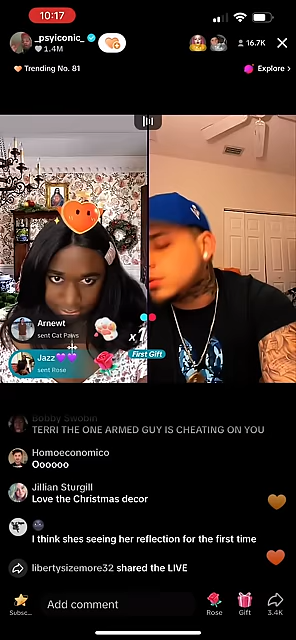 10:17
_psyiconic_
1.4M
16.7K
Trending No. 81
Explore >
Arnewt
sent Cat Paws
x1
Jazz💜💜
sent Rose
First Gift
Bobby Swobin
TERRI THE ONE ARMED GUY IS CHEATING ON YOU
Homoeconomico
Oooooo
Jillian Sturgill
Love the Christmas decor
I think shes seeing her reflection for the first time
libertysizemore32 shared the LIVE
Subsc...
Add comment
Rose
Gift
3.4K